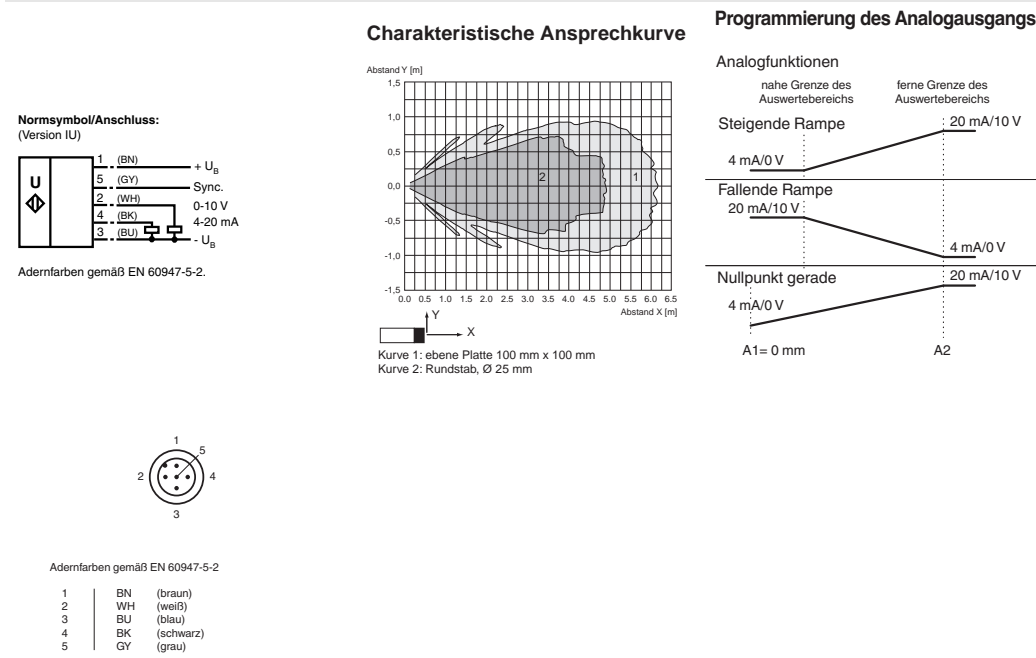 Normsymbol/Anschluss:
(Version IU)
U
1 (BN) + UB
5 (GY) Sync.
2 (WH) 0-10 V
4 (BK) 4-20 mA
3 (BU) - UB
Adernfarben gemäß EN 60947-5-2.
1
5
2
4
3
Adernfarben gemäß EN 60947-5-2
1 BN (braun)
2 WH (weiß)
3 BU (blau)
4 BK (schwarz)
5 GY (grau)
Charakteristische Ansprechkurve
Abstand Y [m]
1,5
1,0
0,5
0,0
-0,5
-1,0
-1,5
2
1
0.0 0.5 1.0 1.5 2.0 2.5 3.0 3.5 4.0 4.5 5.0 5.5 6.0 6.5
Abstand X [m]
Y
X
Kurve 1: ebene Platte 100 mm x 100 mm
Kurve 2: Rundstab, Ø 25 mm
Programmierung des Analogausgangs
Analogfunktionen
nahe Grenze des
Auswertebereichs
ferne Grenze des
Auswertebereichs
Steigende Rampe
20 mA/10 V
4 mA/0 V
Fallende Rampe
20 mA/10 V
4 mA/0 V
Nullpunkt gerade
20 mA/10 V
4 mA/0 V
A1= 0 mm
A2